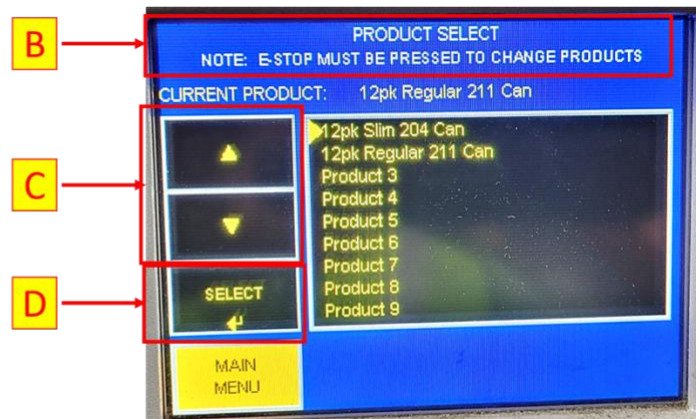 B
PRODUCT SELECT
NOTE: E-STOP MUST BE PRESSED TO CHANGE PRODUCTS
CURRENT PRODUCT: 12pk Regular 211 Can
C
12pk Slim 204 Can
12pk Regular 211 Can
Product 3
Product 4
Product 5
Product 6
Product 7
Product 8
Product 9
D
SELECT
MAIN
MENU